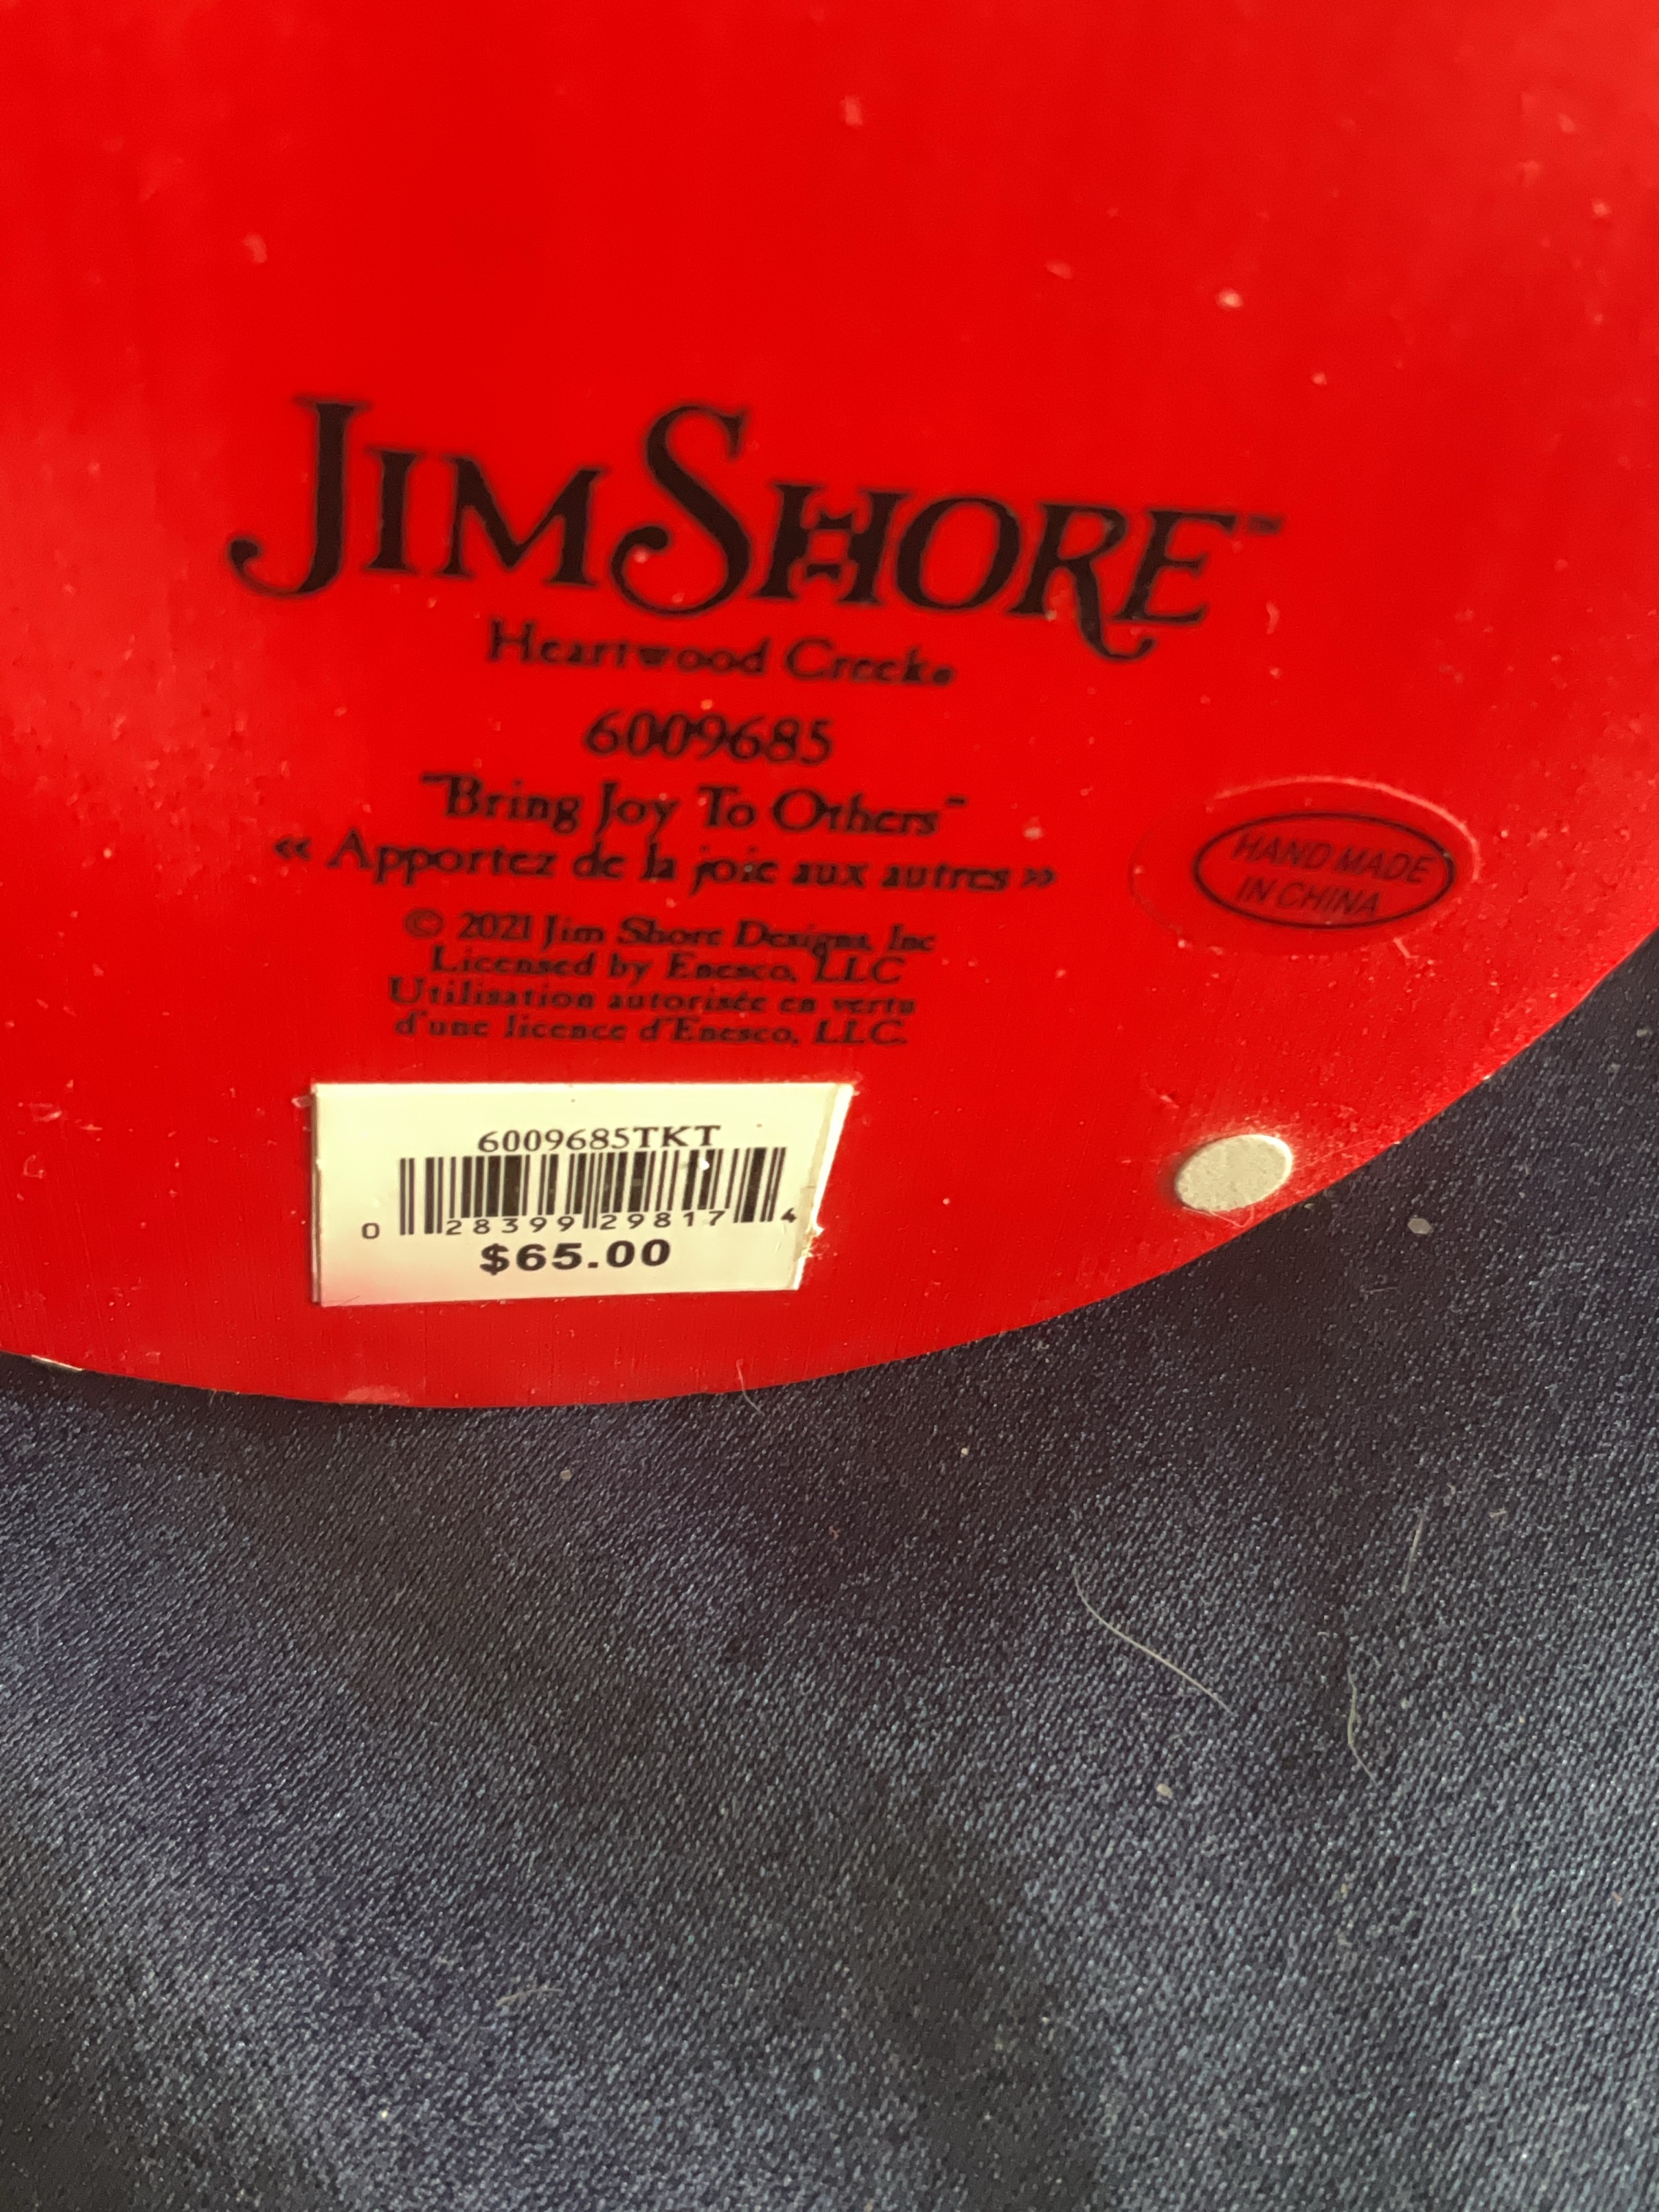 JIM SHORE™
Heartwood Creek®
6009685
"Bring Joy To Others"
« Apportez de la joie aux autres »
© 2021 Jim Shore Designs, Inc
Licensed by Enesco, LLC
Utilisation autorisée en vertu
d'une licence d'Enesco, LLC.
HAND MADE
IN CHINA
6009685TKT
0 28399 29817 4
$65.00